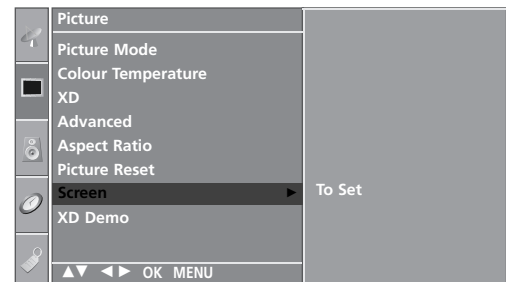 Picture
Picture Mode
Colour Temperature
XD
Advanced
Aspect Ratio
Picture Reset
Screen ► To Set
XD Demo
▲▼ ◄► OK MENU